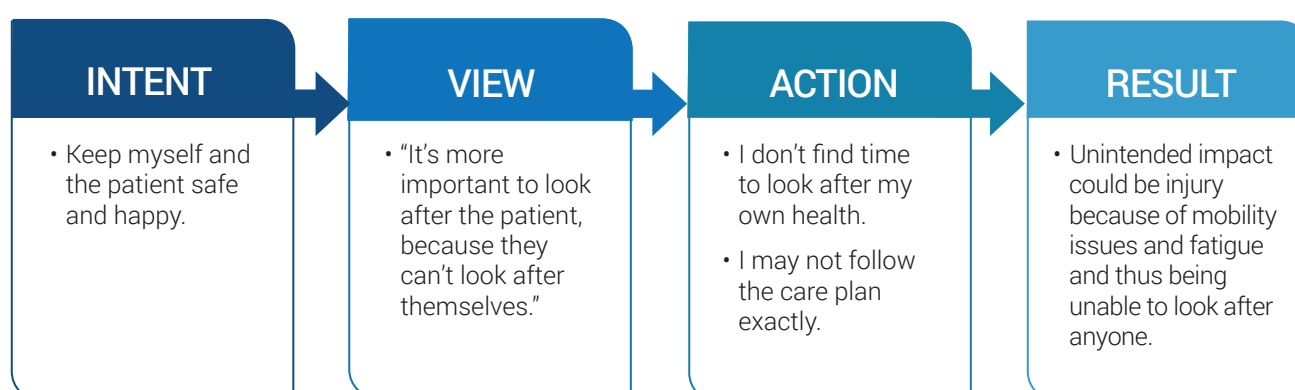 INTENT
• Keep myself and
the patient safe
and happy.
VIEW
• “It’s more
important to look
after the patient,
because they
can’t look after
themselves.”
ACTION
• I don’t find time
to look after my
own health.
• I may not follow
the care plan
exactly.
RESULT
• Unintended impact
could be injury
because of mobility
issues and fatigue
and thus being
unable to look after
anyone.